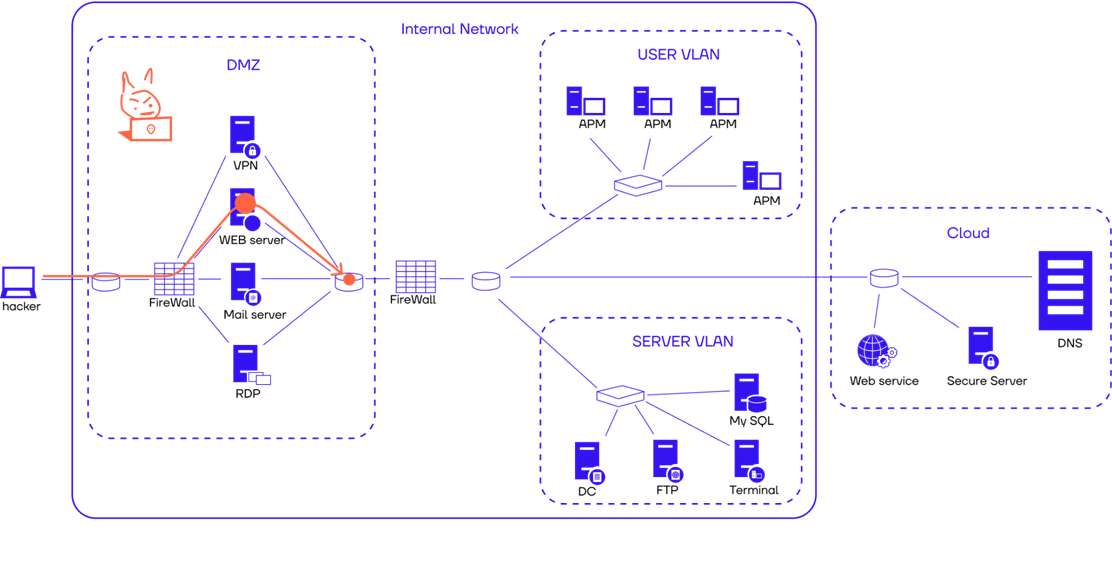 Internal Network
DMZ
USER VLAN
APM
APM
APM
APM
VPN
WEB server
Cloud
hacker
FireWall
Mail server
FireWall
SERVER VLAN
DNS
Web service
Secure Server
RDP
My SQL
DC
FTP
Terminal